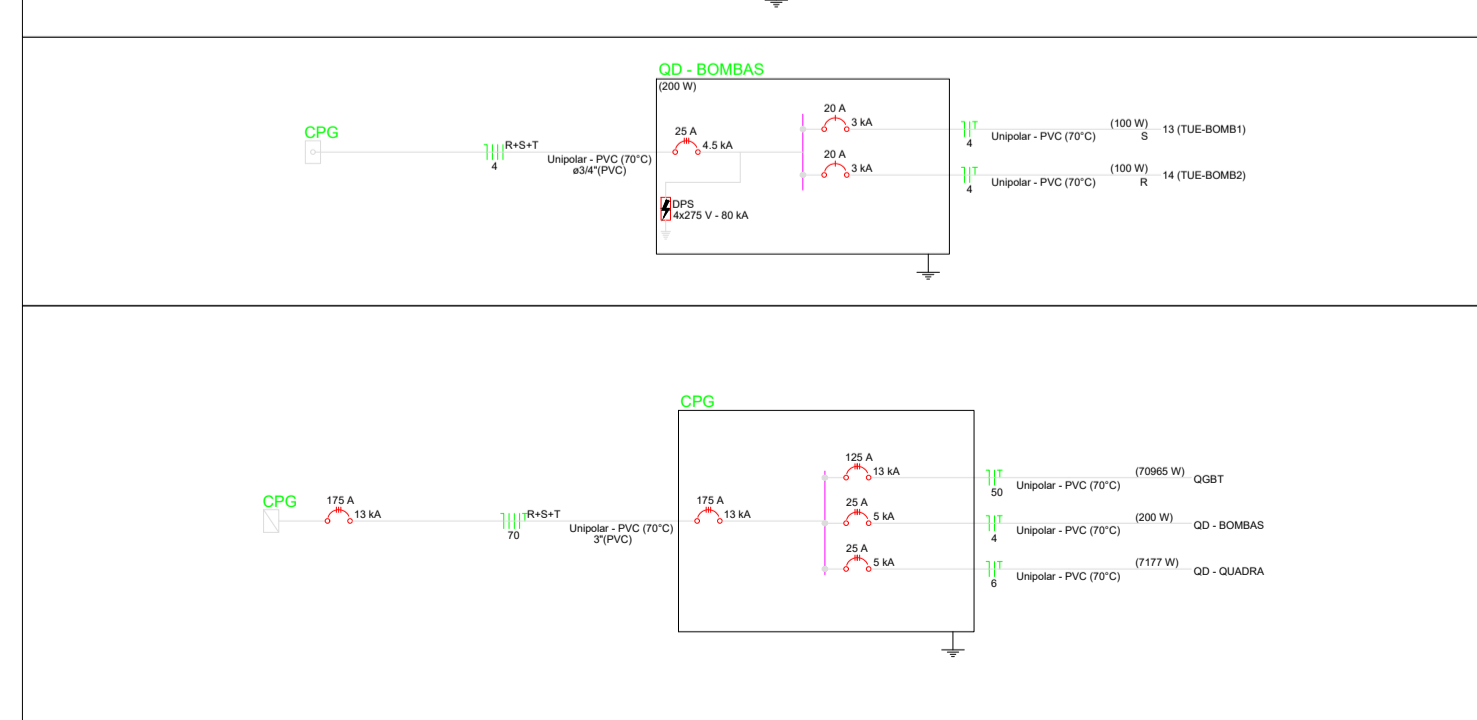 QD - BOMBAS
(200 W)
CPG
R+S+T
4
Unipolar - PVC (70°C)
ø3/4"(PVC)
25 A
4.5 kA
DPS
4x275 V - 80 kA
20 A
3 kA
4
Unipolar - PVC (70°C)
(100 W)
S
13 (TUE-BOMB1)
20 A
3 kA
4
Unipolar - PVC (70°C)
(100 W)
R
14 (TUE-BOMB2)
CPG
CPG
175 A
13 kA
R+S+T
70
Unipolar - PVC (70°C)
3"(PVC)
175 A
13 kA
125 A
13 kA
50
Unipolar - PVC (70°C)
(70965 W)
QGBT
25 A
5 kA
4
Unipolar - PVC (70°C)
(200 W)
QD - BOMBAS
25 A
5 kA
6
Unipolar - PVC (70°C)
(7177 W)
QD - QUADRA